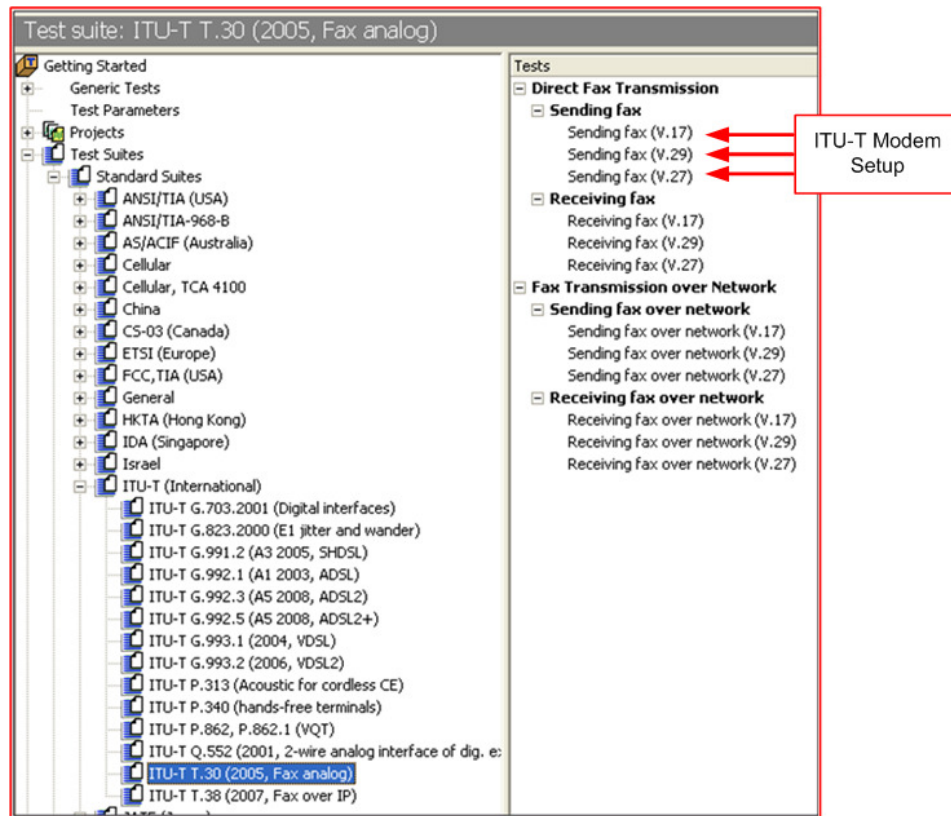 Test suite: ITU-T T.30 (2005, Fax analog)
Getting Started
Generic Tests
Test Parameters
Projects
Test Suites
Standard Suites
ANSI/TIA (USA)
ANSI/TIA-968-B
AS/ACIF (Australia)
Cellular
Cellular, TCA 4100
China
CS-03 (Canada)
ETSI (Europe)
FCC,TIA (USA)
General
HKTA (Hong Kong)
IDA (Singapore)
Israel
ITU-T (International)
ITU-T G.703.2001 (Digital interfaces)
ITU-T G.823.2000 (E1 jitter and wander)
ITU-T G.991.2 (A3 2005, SHDSL)
ITU-T G.992.1 (A1 2003, ADSL)
ITU-T G.992.3 (A5 2008, ADSL2)
ITU-T G.992.5 (A5 2008, ADSL2+)
ITU-T G.993.1 (2004, VDSL)
ITU-T G.993.2 (2006, VDSL2)
ITU-T P.313 (Acoustic for cordless CE)
ITU-T P.340 (hands-free terminals)
ITU-T P.862, P.862.1 (VQT)
ITU-T Q.552 (2001, 2-wire analog interface of dig. e
ITU-T T.30 (2005, Fax analog)
ITU-T T.38 (2007, Fax over IP)
Tests
Direct Fax Transmission
Sending fax
Sending fax (V.17)
Sending fax (V.29)
Sending fax (V.27)
Receiving fax
Receiving fax (V.17)
Receiving fax (V.29)
Receiving fax (V.27)
Fax Transmission over Network
Sending fax over network
Sending fax over network (V.17)
Sending fax over network (V.29)
Sending fax over network (V.27)
Receiving fax over network
Receiving fax over network (V.17)
Receiving fax over network (V.29)
Receiving fax over network (V.27)
ITU-T Modem
Setup